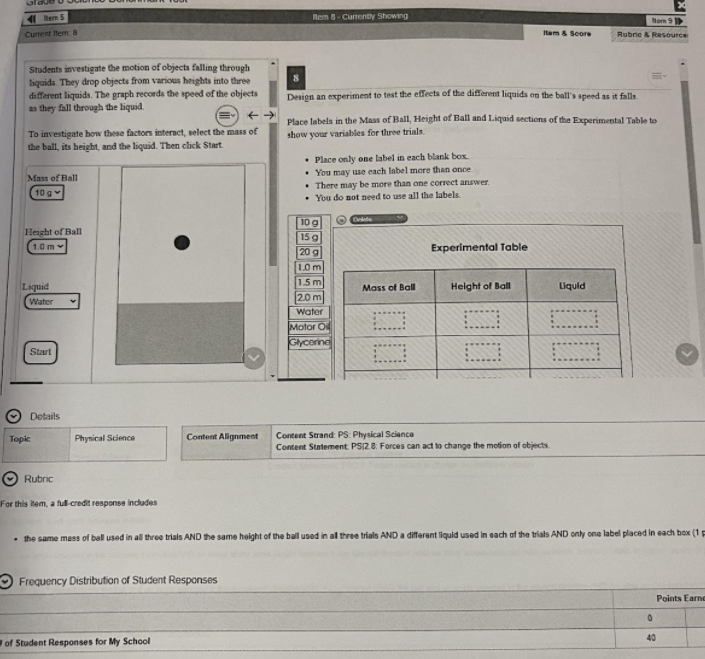 Item 5
Item 8 - Currently Showing
Item 9
Current Item: 8
Item & Score
Rubric & Resource
Students investigate the motion of objects falling through
liquids. They drop objects from various heights into three
different liquids. The graph records the speed of the objects
as they fall through the liquid.
To investigate how these factors interact, select the mass of
the ball, its height, and the liquid. Then click Start.
Mass of Ball
10 g
Height of Ball
1.0 m
Liquid
Water
Start
8
Design an experiment to test the effects of the different liquids on the ball's speed as it falls.
Place labels in the Mass of Ball, Height of Ball and Liquid sections of the Experimental Table to
show your variables for three trials.
• Place only one label in each blank box.
• You may use each label more than once
• There may be more than one correct answer.
• You do not need to use all the labels.
10 g
15 g
20 g
1.0 m
1.5 m
2.0 m
Water
Motor Oil
Glycerine
Delete
Experimental Table
Mass of Ball
Height of Ball
Liquid
Details
Topic
Physical Science
Content Alignment
Content Strand: PS: Physical Science
Content Statement: PS|2.8: Forces can act to change the motion of objects.
Rubric
For this item, a full-credit response includes
• the same mass of ball used in all three trials AND the same height of the ball used in all three trials AND a different liquid used in each of the trials AND only one label placed in each box (1 p
Frequency Distribution of Student Responses
Points Earne
0
# of Student Responses for My School
40